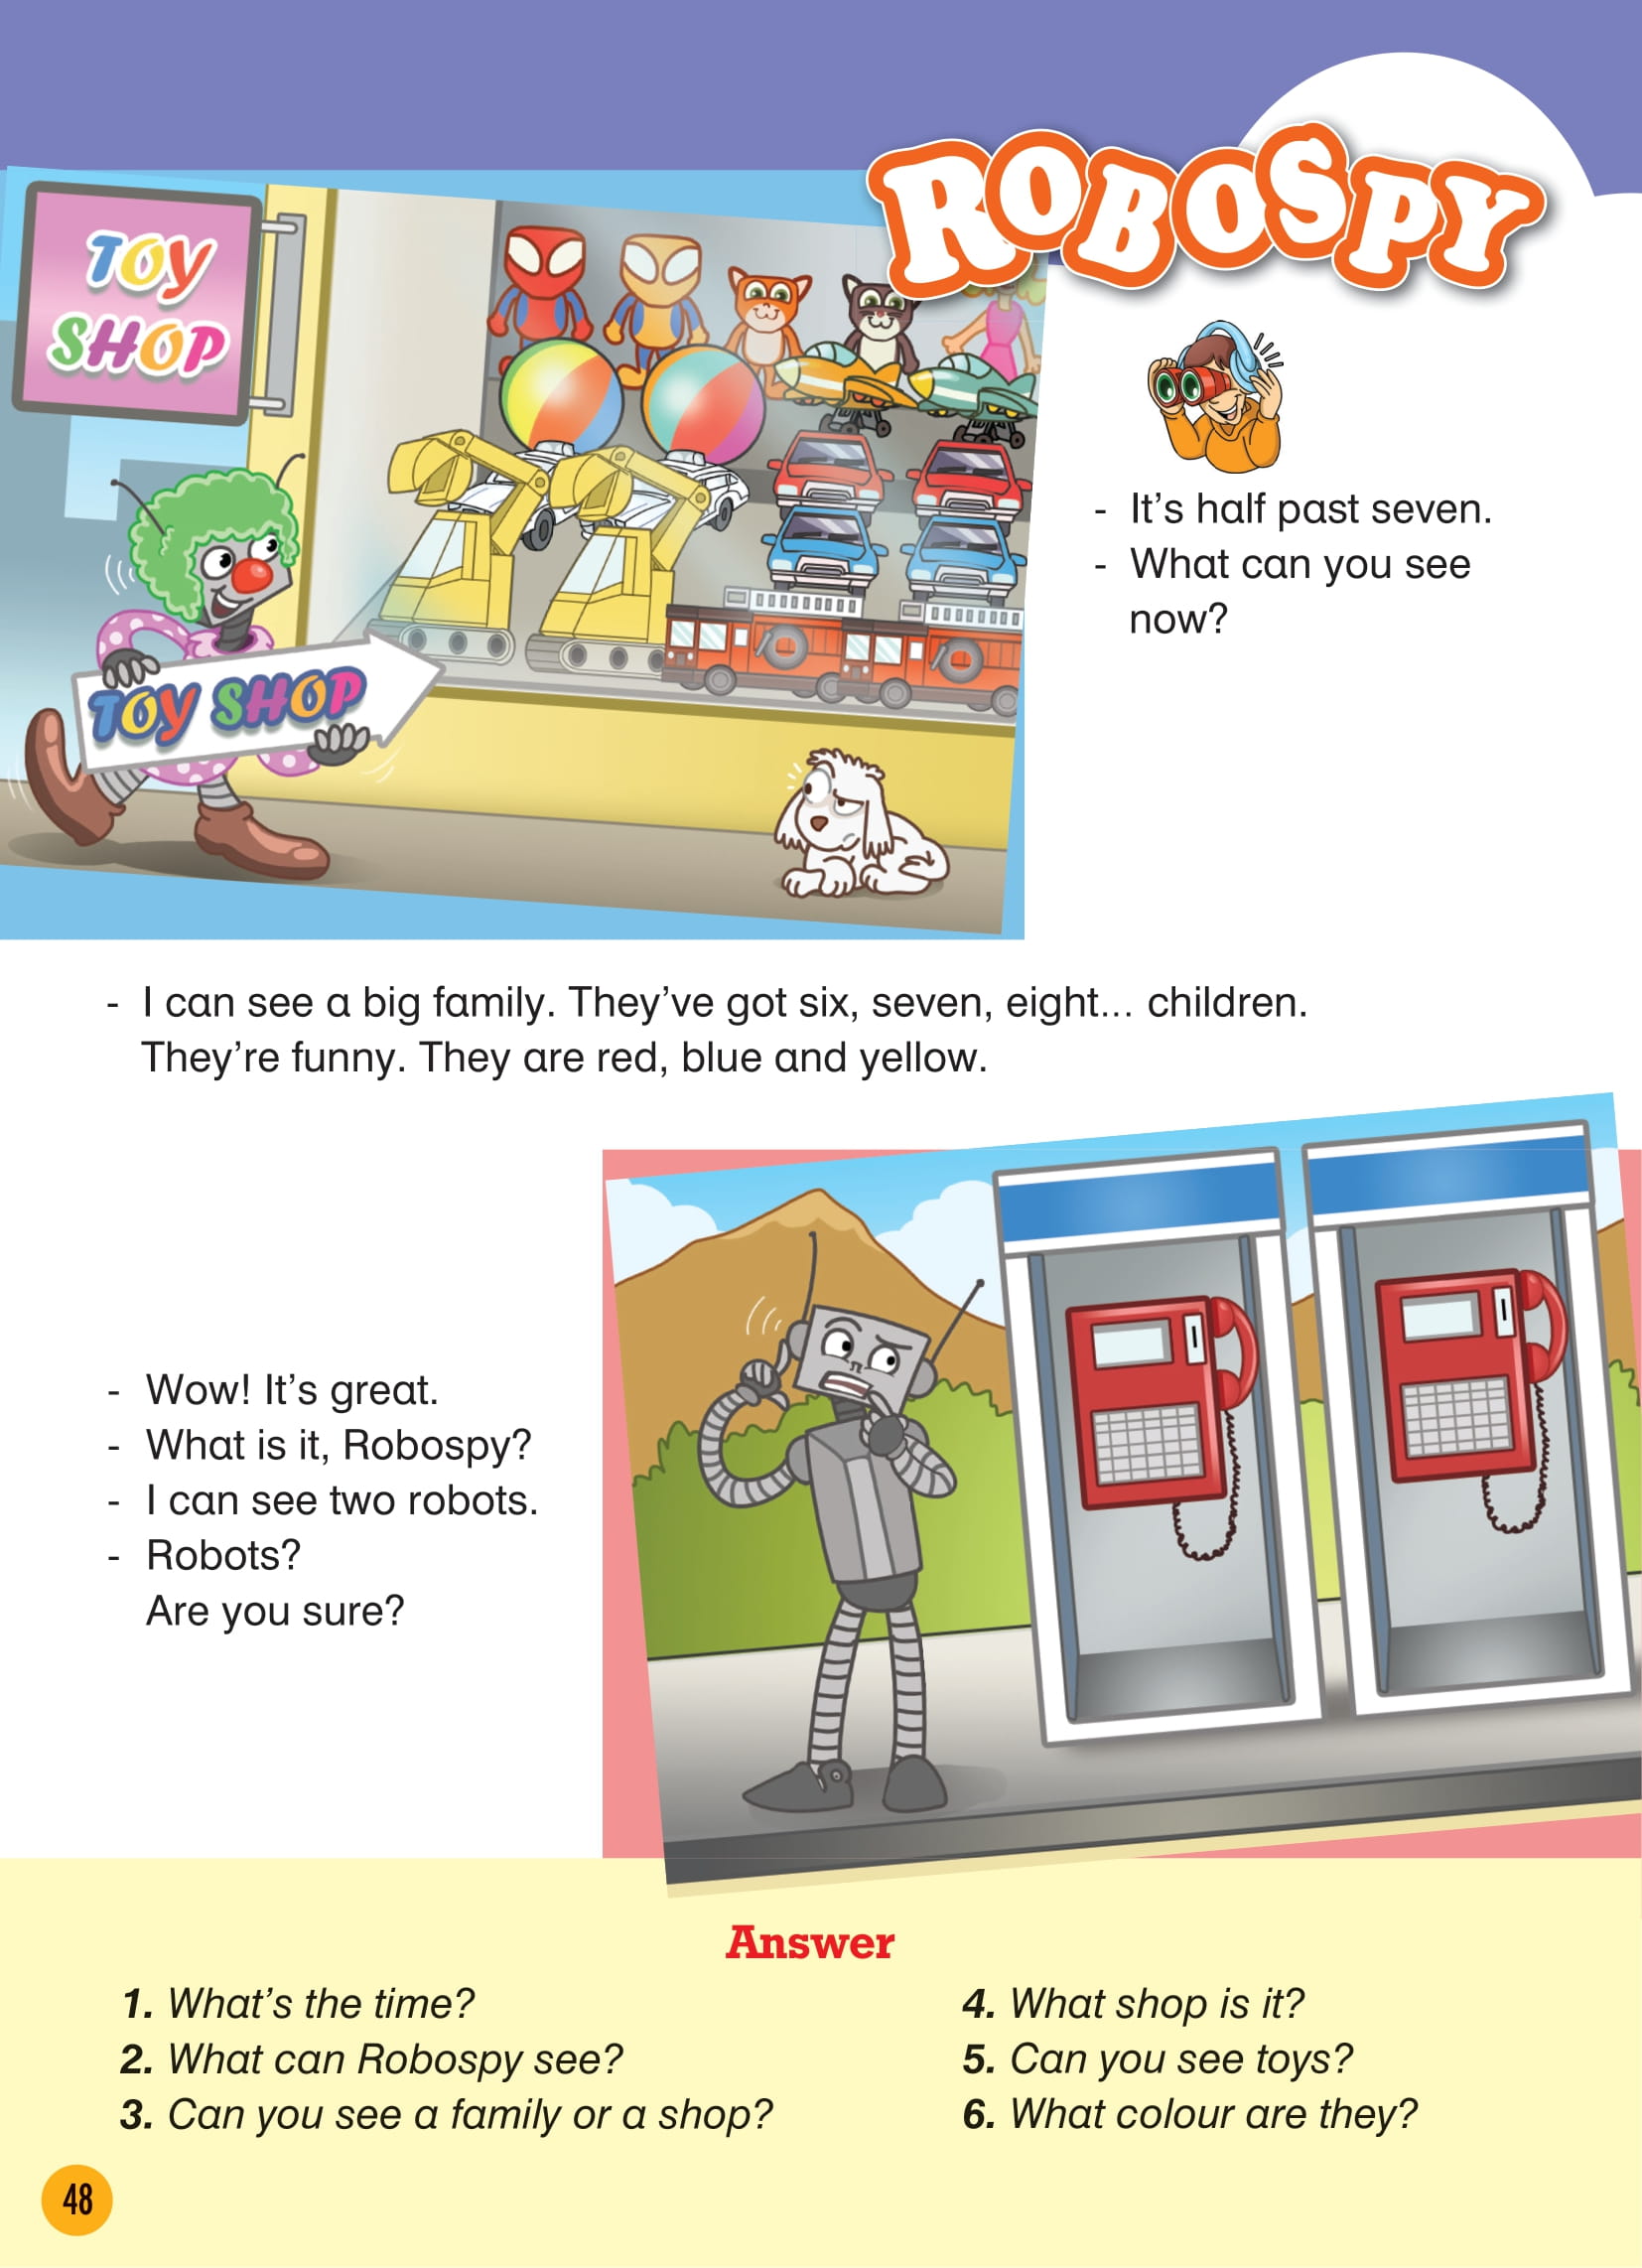 ROBOSPY
TOY
SHOP
TOY SHOP
- It's half past seven.
- What can you see
now?
- I can see a big family. They've got six, seven, eight... children.
They're funny. They are red, blue and yellow.
- Wow! It's great.
- What is it, Robospy?
- I can see two robots.
- Robots?
Are you sure?
Answer
1. What's the time?
2. What can Robospy see?
3. Can you see a family or a shop?
4. What shop is it?
5. Can you see toys?
6. What colour are they?
48